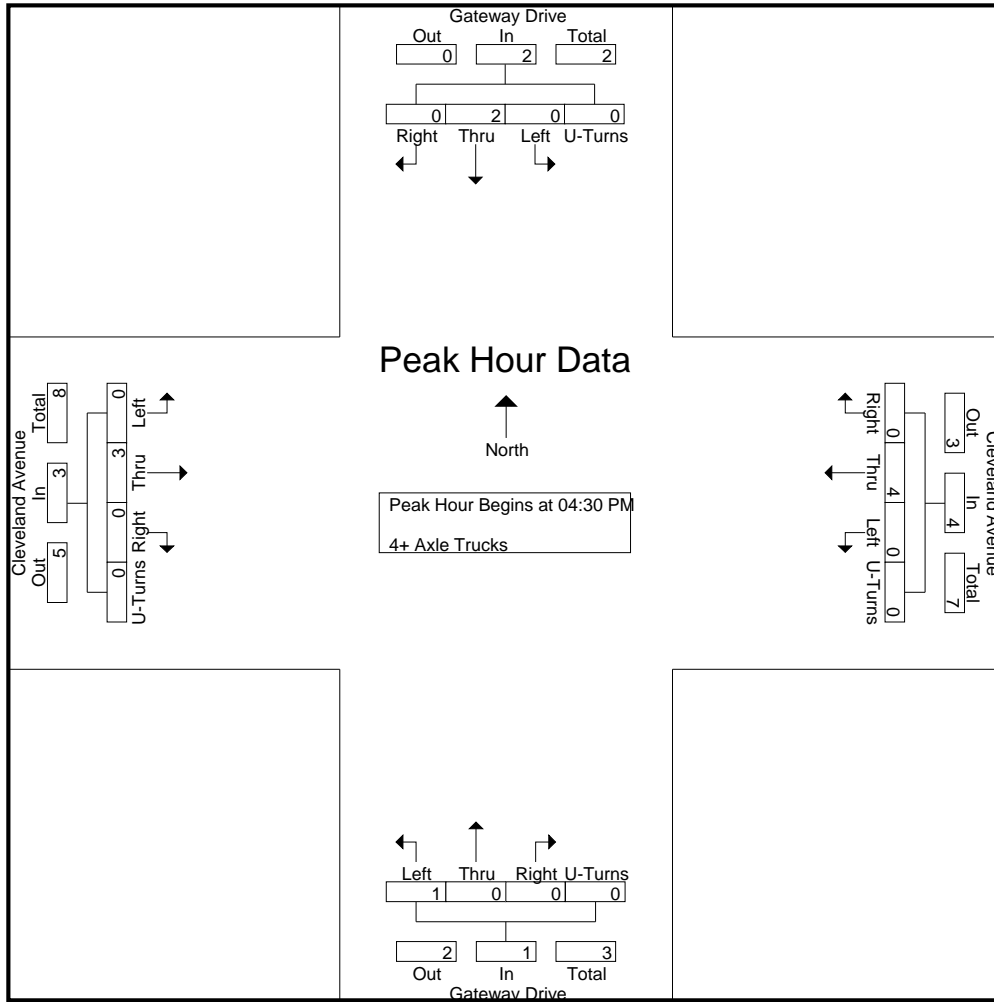 Gateway Drive
Out In Total
0 2 2
0 2 0 0
Right Thru Left U-Turns
Peak Hour Data
North
Peak Hour Begins at 04:30 PM
4+ Axle Trucks
Cleveland Avenue
Out In Total
5 3 8
0 3 0 0
Left Thru Right U-Turns
Cleveland Avenue
Out In Total
3 4 7
0 4 0 0
Right Thru Left U-Turns
Left Thru Right U-Turns
1 0 0 0
2 1 3
Out In Total
Gateway Drive